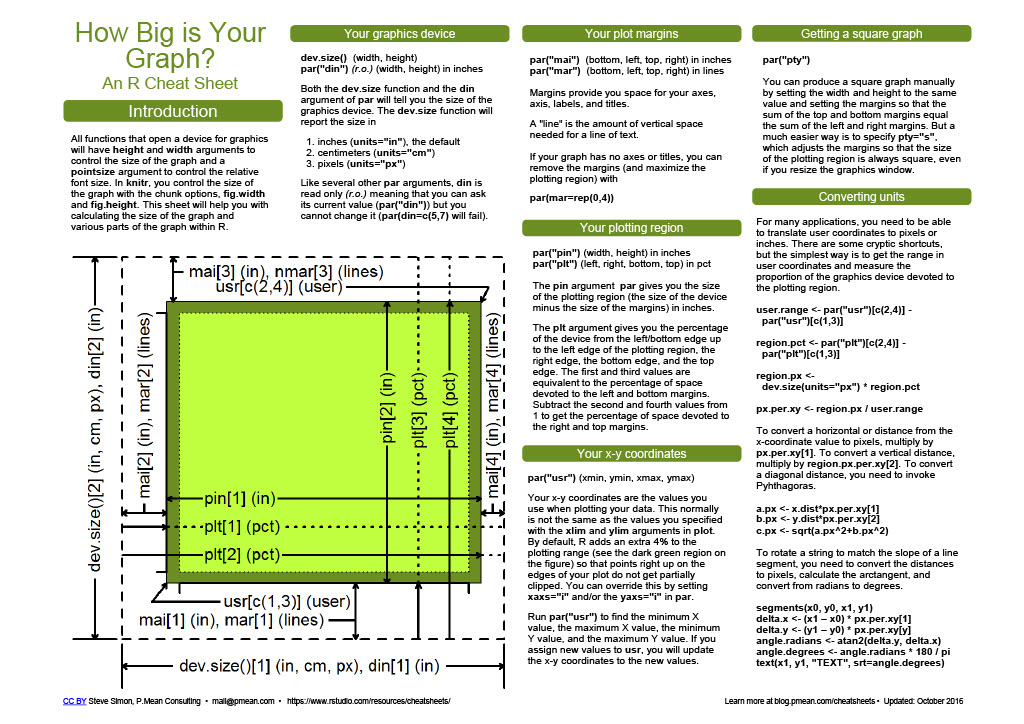 How Big is Your
Graph?
An R Cheat Sheet
Introduction
All functions that open a device for graphics
will have height and width arguments to
control the size of the graph and a
pointsize argument to control the relative
font size. In knitr, you control the size of
the graph with the chunk options, fig.width
and fig.height. This sheet will help you with
calculating the size of the graph and
various parts of the graph within R.
Your graphics device
dev.size() (width, height)
par("din") (r.o.) (width, height) in inches
Both the dev.size function and the din
argument of par will tell you the size of the
graphics device. The dev.size function will
report the size in
1. inches (units="in"), the default
2. centimeters (units="cm")
3. pixels (units="px")
Like several other par arguments, din is
read only (r.o.) meaning that you can ask
its current value (par("din")) but you
cannot change it (par(din=c(5,7) will fail).
mai[3] (in), nmar[3] (lines)
usr[c(2,4)] (user)
dev.size()[2] (in, cm, px), din[2] (in)
mai[2] (in), mar[2] (lines)
pin[2] (in)
plt[3] (pct)
plt[4] (pct)
mai[4] (in), mar[4] (lines)
pin[1] (in)
plt[1] (pct)
plt[2] (pct)
usr[c(1,3)] (user)
mai[1] (in), mar[1] (lines)
dev.size()[1] (in, cm, px), din[1] (in)
Your plot margins
par("mai") (bottom, left, top, right) in inches
par("mar") (bottom, left, top, right) in lines
Margins provide you space for your axes,
axis, labels, and titles.
A "line" is the amount of vertical space
needed for a line of text.
If your graph has no axes or titles, you can
remove the margins (and maximize the
plotting region) with
par(mar=rep(0,4))
Your plotting region
par("pin") (width, height) in inches
par("plt") (left, right, bottom, top) in pct
The pin argument par gives you the size
of the plotting region (the size of the device
minus the size of the margins) in inches.
The plt argument gives you the percentage
of the device from the left/bottom edge up
to the left edge of the plotting region, the
right edge, the bottom edge, and the top
edge. The first and third values are
equivalent to the percentage of space
devoted to the left and bottom margins.
Subtract the second and fourth values from
1 to get the percentage of space devoted to
the right and top margins.
Your x-y coordinates
par("usr") (xmin, ymin, xmax, ymax)
Your x-y coordinates are the values you
use when plotting your data. This normally
is not the same as the values you specified
with the xlim and ylim arguments in plot.
By default, R adds an extra 4% to the
plotting range (see the dark green region on
the figure) so that points right up on the
edges of your plot do not get partially
clipped. You can override this by setting
xaxs="i" and/or the yaxs="i" in par.
Run par("usr") to find the minimum X
value, the maximum X value, the minimum
Y value, and the maximum Y value. If you
assign new values to usr, you will update
the x-y coordinates to the new values.
Getting a square graph
par("pty")
You can produce a square graph manually
by setting the width and height to the same
value and setting the margins so that the
sum of the top and bottom margins equal
the sum of the left and right margins. But a
much easier way is to specify pty="s",
which adjusts the margins so that the size
of the plotting region is always square, even
if you resize the graphics window.
Converting units
For many applications, you need to be able
to translate user coordinates to pixels or
inches. There are some cryptic shortcuts,
but the simplest way is to get the range in
user coordinates and measure the
proportion of the graphics device devoted to
the plotting region.
user.range <- par("usr")[c(2,4)] -
par("usr")[c(1,3)]
region.pct <- par("plt")[c(2,4)] -
par("plt")[c(1,3)]
region.px <-
dev.size(units="px") * region.pct
px.per.xy <- region.px / user.range
To convert a horizontal or distance from the
x-coordinate value to pixels, multiply by
px.per.xy[1]. To convert a vertical distance,
multiply by region.px.per.xy[2]. To convert
a diagonal distance, you need to invoke
Pyhthagoras.
a.px <- x.dist*px.per.xy[1]
b.px <- y.dist*px.per.xy[2]
c.px <- sqrt(a.px^2+b.px^2)
To rotate a string to match the slope of a line
segment, you need to convert the distances
to pixels, calculate the arctangent, and
convert from radians to degrees.
segments(x0, y0, x1, y1)
delta.x <- (x1 – x0) * px.per.xy[1]
delta.y <- (y1 – y0) * px.per.xy[y]
angle.radians <- atan2(delta.y, delta.x)
angle.degrees <- angle.radians * 180 / pi
text(x1, y1, "TEXT", srt=angle.degrees)
CC BY Steve Simon, P.Mean Consulting • mail@pmean.com • https://www.rstudio.com/resources/cheatsheets/
Learn more at blog.pmean.com/cheatsheets • Updated: October 2016